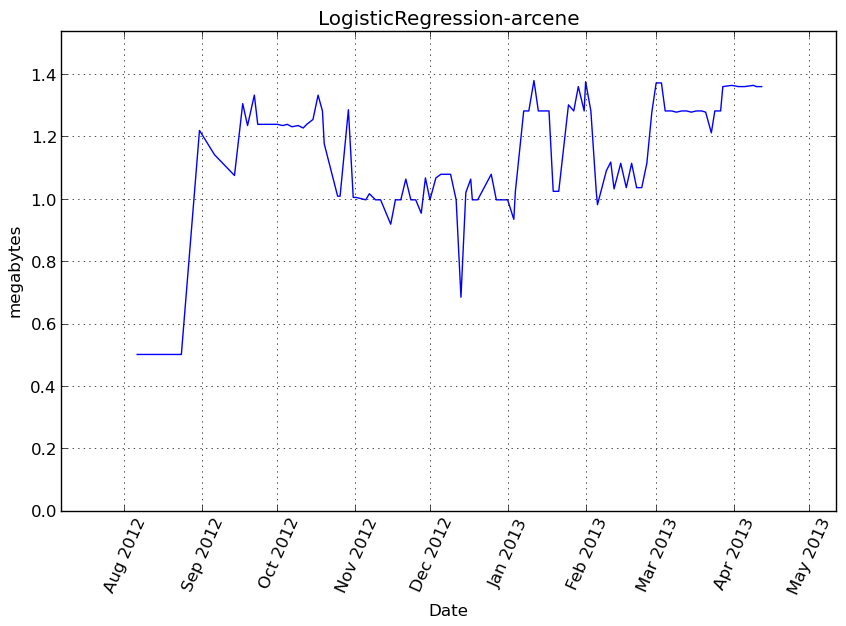 LogisticRegression-arcene
megabytes
1.4
1.2
1.0
0.8
0.6
0.4
0.2
0.0
Aug 2012
Sep 2012
Oct 2012
Nov 2012
Dec 2012
Jan 2013
Feb 2013
Mar 2013
Apr 2013
May 2013
Date